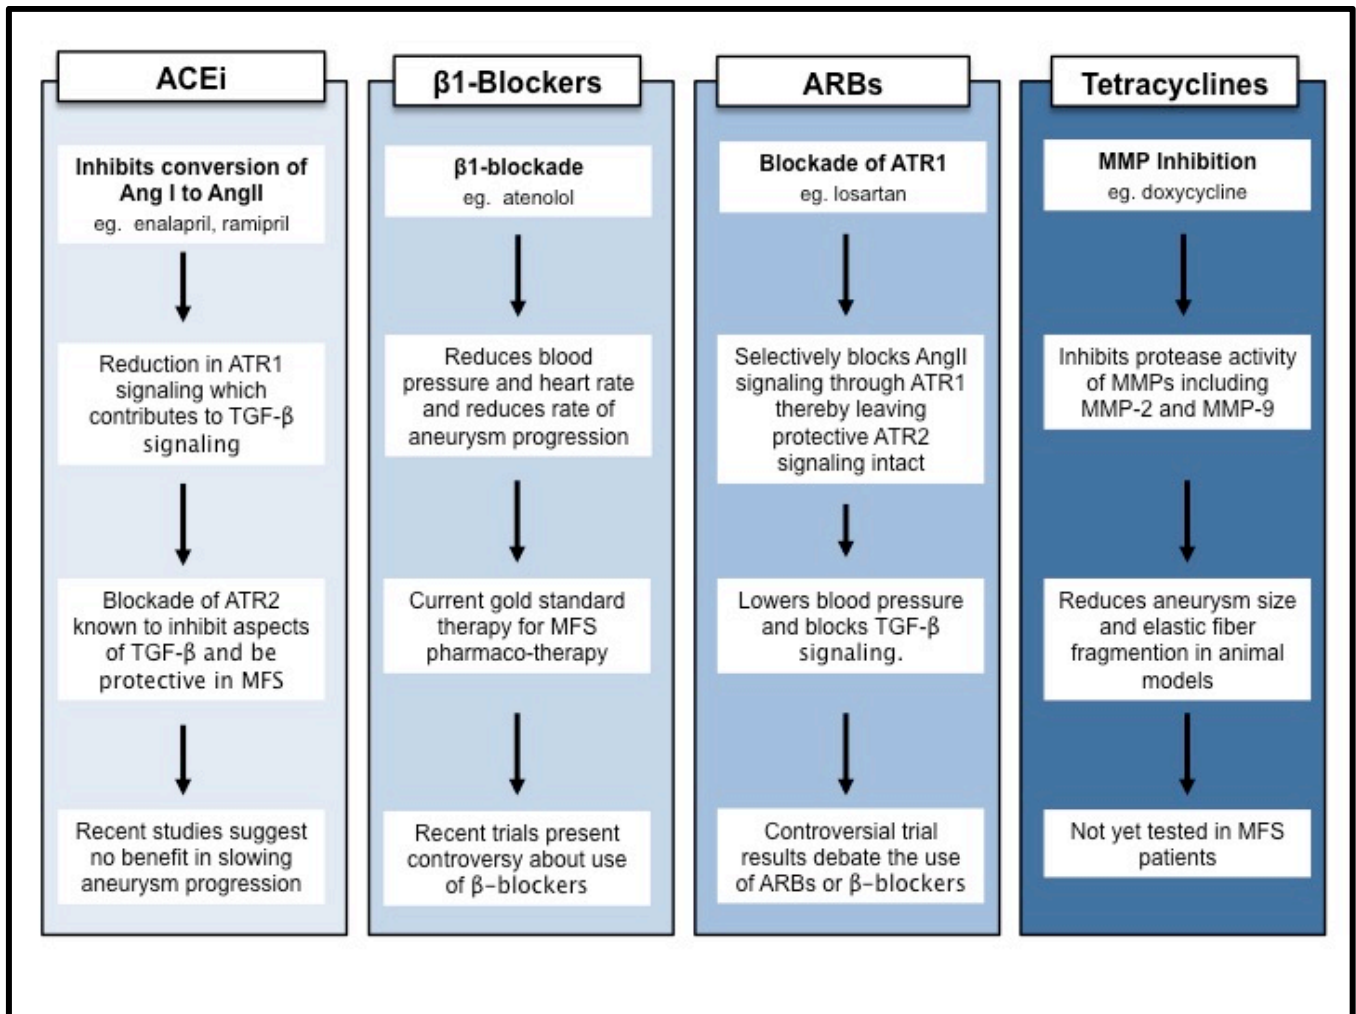 ACEi
Inhibits conversion of
Ang I to AngII
eg. enalapril, ramipril
Reduction in ATR1
signaling which
contributes to TGF-β
signaling
Blockade of ATR2
known to inhibit aspects
of TGF-β and be
protective in MFS
Recent studies suggest
no benefit in slowing
aneurysm progression
β1-Blockers
β1-blockade
eg. atenolol
Reduces blood
pressure and heart rate
and reduces rate of
aneurysm progression
Current gold standard
therapy for MFS
pharmaco-therapy
Recent trials present
controversy about use
of β-blockers
ARBs
Blockade of ATR1
eg. losartan
Selectively blocks AngII
signaling through ATR1
thereby leaving
protective ATR2
signaling intact
Lowers blood pressure
and blocks TGF-β
signaling.
Controversial trial
results debate the use
of ARBs or β-blockers
Tetracyclines
MMP Inhibition
eg. doxycycline
Inhibits protease activity
of MMPs including
MMP-2 and MMP-9
Reduces aneurysm size
and elastic fiber
fragmention in animal
models
Not yet tested in MFS
patients